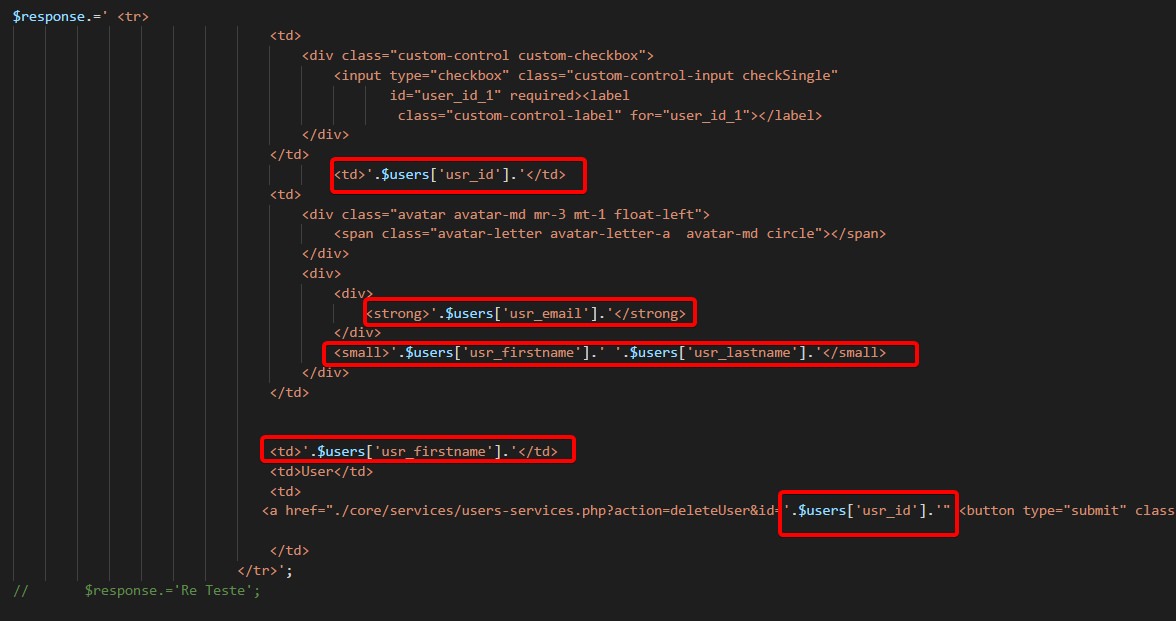 $response.=' <tr>
<td>
<div class="custom-control custom-checkbox">
<input type="checkbox" class="custom-control-input checkSingle"
id="user_id_1" required><label
class="custom-control-label" for="user_id_1"></label>
</div>
</td>
<td>'.$users['usr_id'].'</td>
<td>
<div class="avatar avatar-md mr-3 mt-1 float-left">
<span class="avatar-letter avatar-letter-a  avatar-md circle"></span>
</div>
<div>
<div>
<strong>'.$users['usr_email'].'</strong>
</div>
<small>'.$users['usr_firstname'].' '.$users['usr_lastname'].'</small>
</div>
</td>
<td>'.$users['usr_firstname'].'</td>
<td>User</td>
<td>
<a href="./core/services/users-services.php?action=deleteUser&id='.$users['usr_id'].'" <button type="submit" class
</td>
</tr>';
//       $response.='Re Teste';